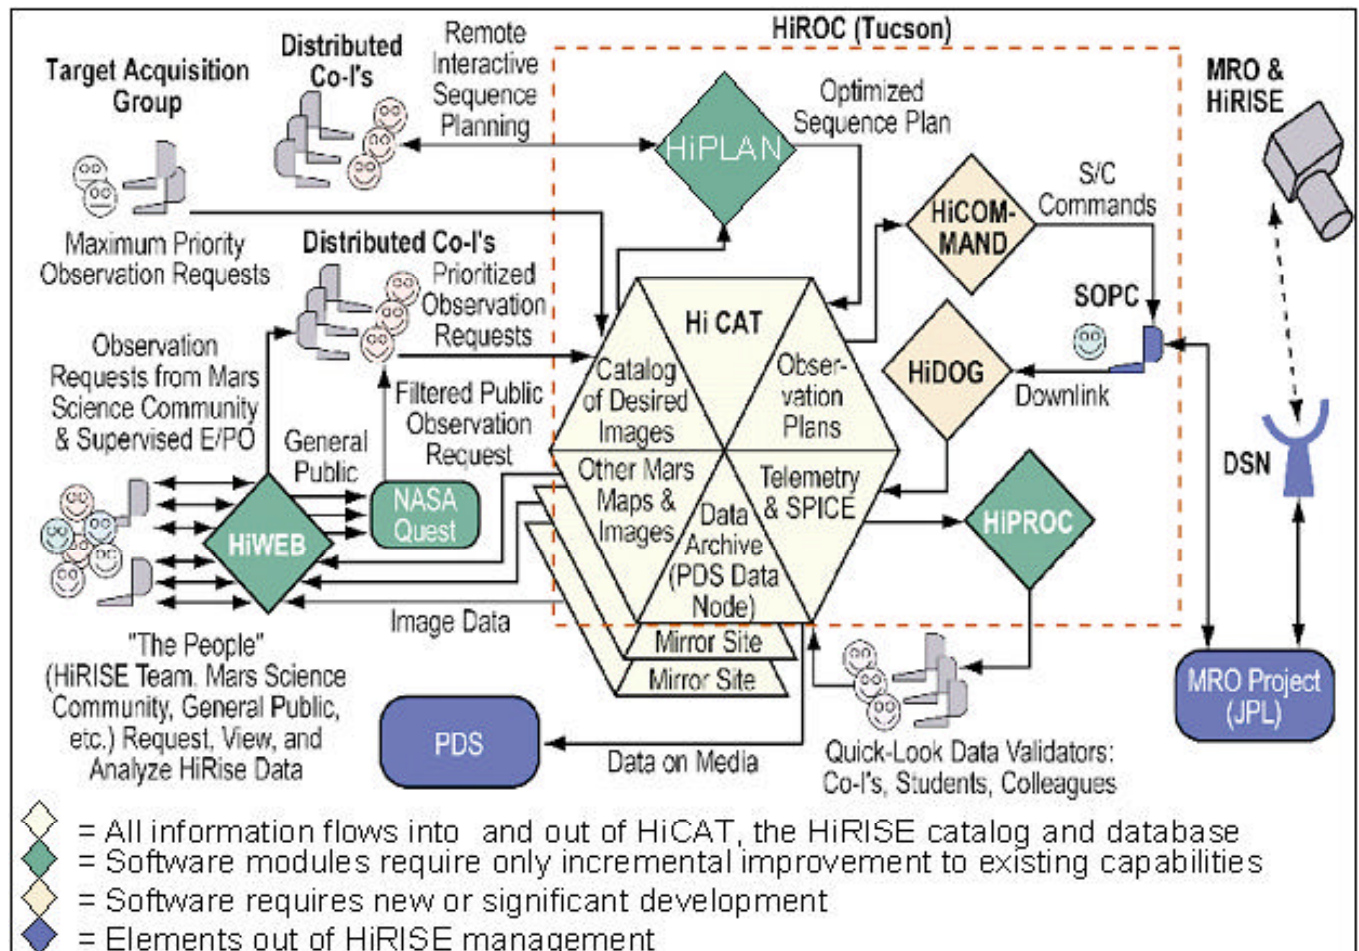 HiROC (Tucson)
Target Acquisition
Group
Distributed
Co-I's
Remote
Interactive
Sequence
Planning
HiPLAN
Optimized
Sequence Plan
MRO &
HiRISE
Maximum Priority
Observation Requests
Distributed Co-I's
Prioritized
Observation
Requests
HiCOM-
MAND
S/C
Commands
SOPC
HiDOG
Downlink
Hi CAT
Catalog
of Desired
Images
Obser-
vation
Plans
Other Mars
Maps &
Images
Data
Archive
(PDS Data
Node)
Telemetry
& SPICE
Observation
Requests from Mars
Science Community
& Supervised E/PO
General
Public
Filtered Public
Observation
Request
NASA
Quest
HiWEB
HiPROC
DSN
Image Data
Mirror Site
Mirror Site
"The People"
(HiRISE Team. Mars Science
Community, General Public,
etc.) Request, View, and
Analyze HiRise Data
PDS
Data on Media
Quick-Look Data Validators:
Co-I's, Students, Colleagues
MRO Project
(JPL)
= All information flows into and out of HiCAT, the HiRISE catalog and database
= Software modules require only incremental improvement to existing capabilities
= Software requires new or significant development
= Elements out of HiRISE management